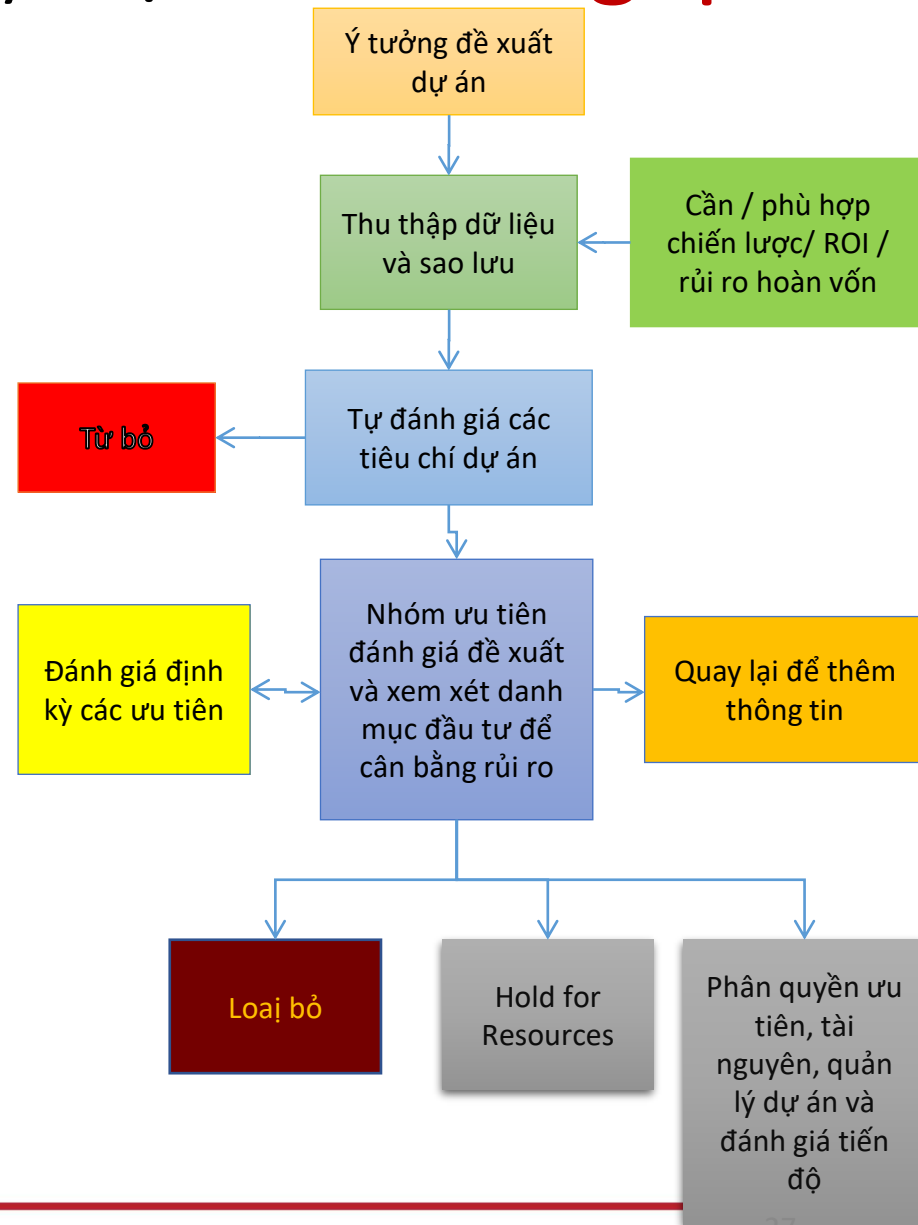 Ý tưởng đề xuất
dự án
Thu thập dữ liệu
và sao lưu
Cần / phù hợp
chiến lược/ ROI /
rủi ro hoàn vốn
Từ bỏ
Tự đánh giá các
tiêu chí dự án
Đánh giá định
kỳ các ưu tiên
Nhóm ưu tiên
đánh giá đề xuất
và xem xét danh
mục đầu tư để
cân bằng rủi ro
Quay lại để thêm
thông tin
Loaị bỏ
Hold for
Resources
Phân quyền ưu
tiên, tài
nguyên, quản
lý dự án và
đánh giá tiến
độ